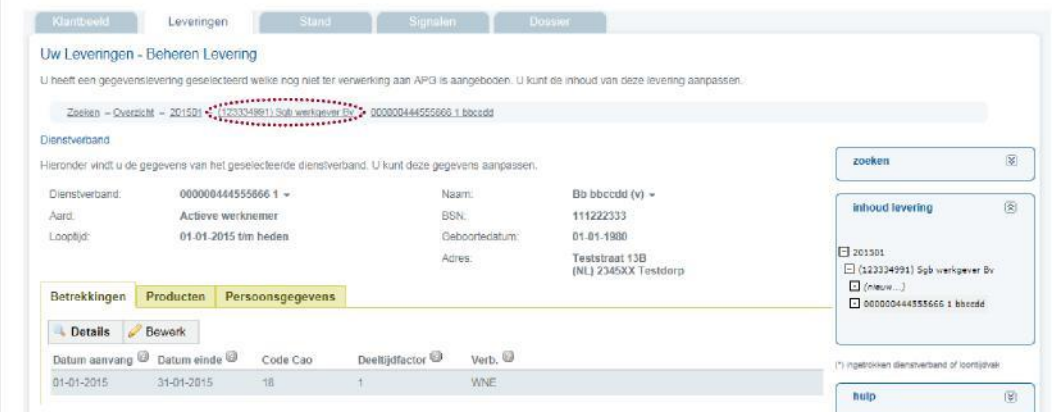 Klantbeeld Leveringen Stand Signalen Dossier
Uw Leveringen - Beheren Levering
U heeft een gegevenslevering geselecteerd welke nog niet ter verwerking aan APG is aangeboden. U kunt de inhoud van deze levering aanpassen.
Zoeken – Overzicht – 201501 - (123334991) Sgb werkgever Bv - 000000444555666 1 bbccdd
Dienstverband
Hieronder vindt u de gegevens van het geselecteerde dienstverband. U kunt deze gegevens aanpassen.
Dienstverband: 000000444555666 1 Naam: Bb bbccdd (v)
Aard: Actieve werknemer BSN: 111222333
Looptijd: 01-01-2015 t/m heden Geboortedatum: 01-01-1980
Adres: Teststraat 13B
(NL) 2345XX Testdorp
Betrekkingen Producten Persoonsgegevens
Details Bewerk
Datum aanvang Datum einde Code Cao Deeltijdfactor Verb.
01-01-2015 31-01-2015 18 1 WNE
zoeken
inhoud levering
201501
(123334991) Sgb werkgever Bv
(nieuw...)
000000444555666 1 bbccdd
(*) ingetrokken dienstverband of loontijdvak
hulp